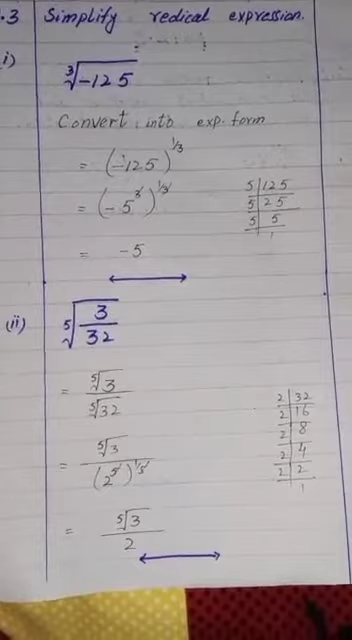 .3 Simplify redical expression.
i)
∛-125
Convert into exp. form
= (-125)^1/3
= (-5^3)^1/3
5 | 125
5 | 25
5 | 5
1
= -5
(ii)
⁵√3/32
= ⁵√3 / ⁵√32
= ⁵√3 / (2^5)^1/5
2 | 32
2 | 16
2 | 8
2 | 4
2 | 2
1
= ⁵√3 / 2